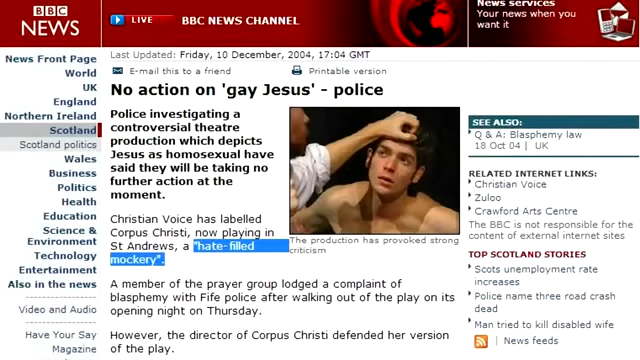 BBC
NEWS
LIVE
BBC NEWS CHANNEL
News services
Your news when you
want it
News Front Page
World
UK
England
Northern Ireland
Scotland
Scotland politics
Wales
Business
Politics
Health
Education
Science &
Environment
Technology
Entertainment
Also in the news
Video and Audio
Have Your Say
Magazine
Last Updated: Friday, 10 December, 2004, 17:04 GMT
E-mail this to a friend
Printable version
No action on 'gay Jesus' - police
Police investigating a
controversial theatre
production which depicts
Jesus as homosexual have
said they will be taking no
further action at the
moment.
Christian Voice has labelled
Corpus Christi, now playing in
St Andrews, a "hate-filled
mockery".
The production has provoked strong
criticism
A member of the prayer group lodged a complaint of
blasphemy with Fife police after walking out of the play on its
opening night on Thursday.
However, the director of Corpus Christi defended her version
of the play.
SEE ALSO:
Q & A: Blasphemy law
18 Oct 04 | UK
RELATED INTERNET LINKS:
Christian Voice
Zuloo
Crawford Arts Centre
The BBC is not responsible for the
content of external internet sites
TOP SCOTLAND STORIES
Scots unemployment rate
increases
Police name three road crash
dead
Man tried to kill disabled wife
News feeds